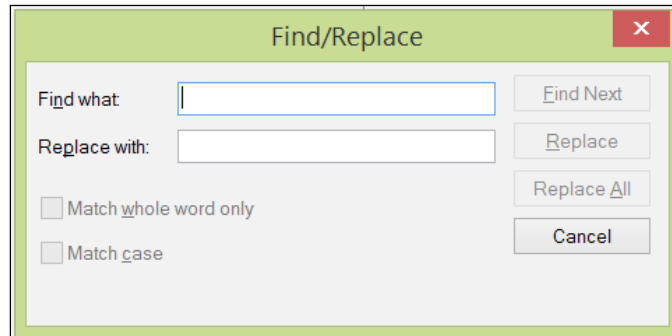 Find/Replace
x
Find what:
Find Next
Replace with:
Replace
Replace All
Match whole word only
Cancel
Match case